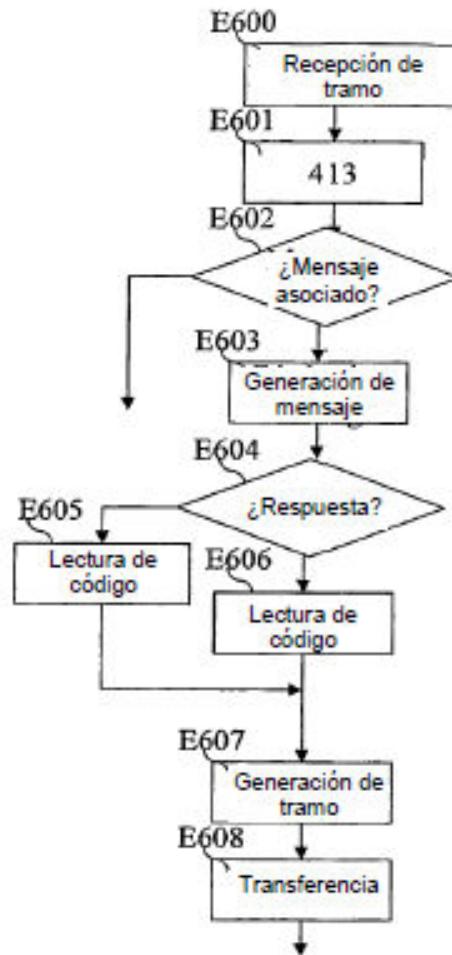 E600
Recepción de
tramo
E601
413
E602
¿Mensaje
asociado?
E603
Generación de
mensaje
E604
¿Respuesta?
E605
Lectura de
código
E606
Lectura de
código
E607
Generación de
tramo
E608
Transferencia